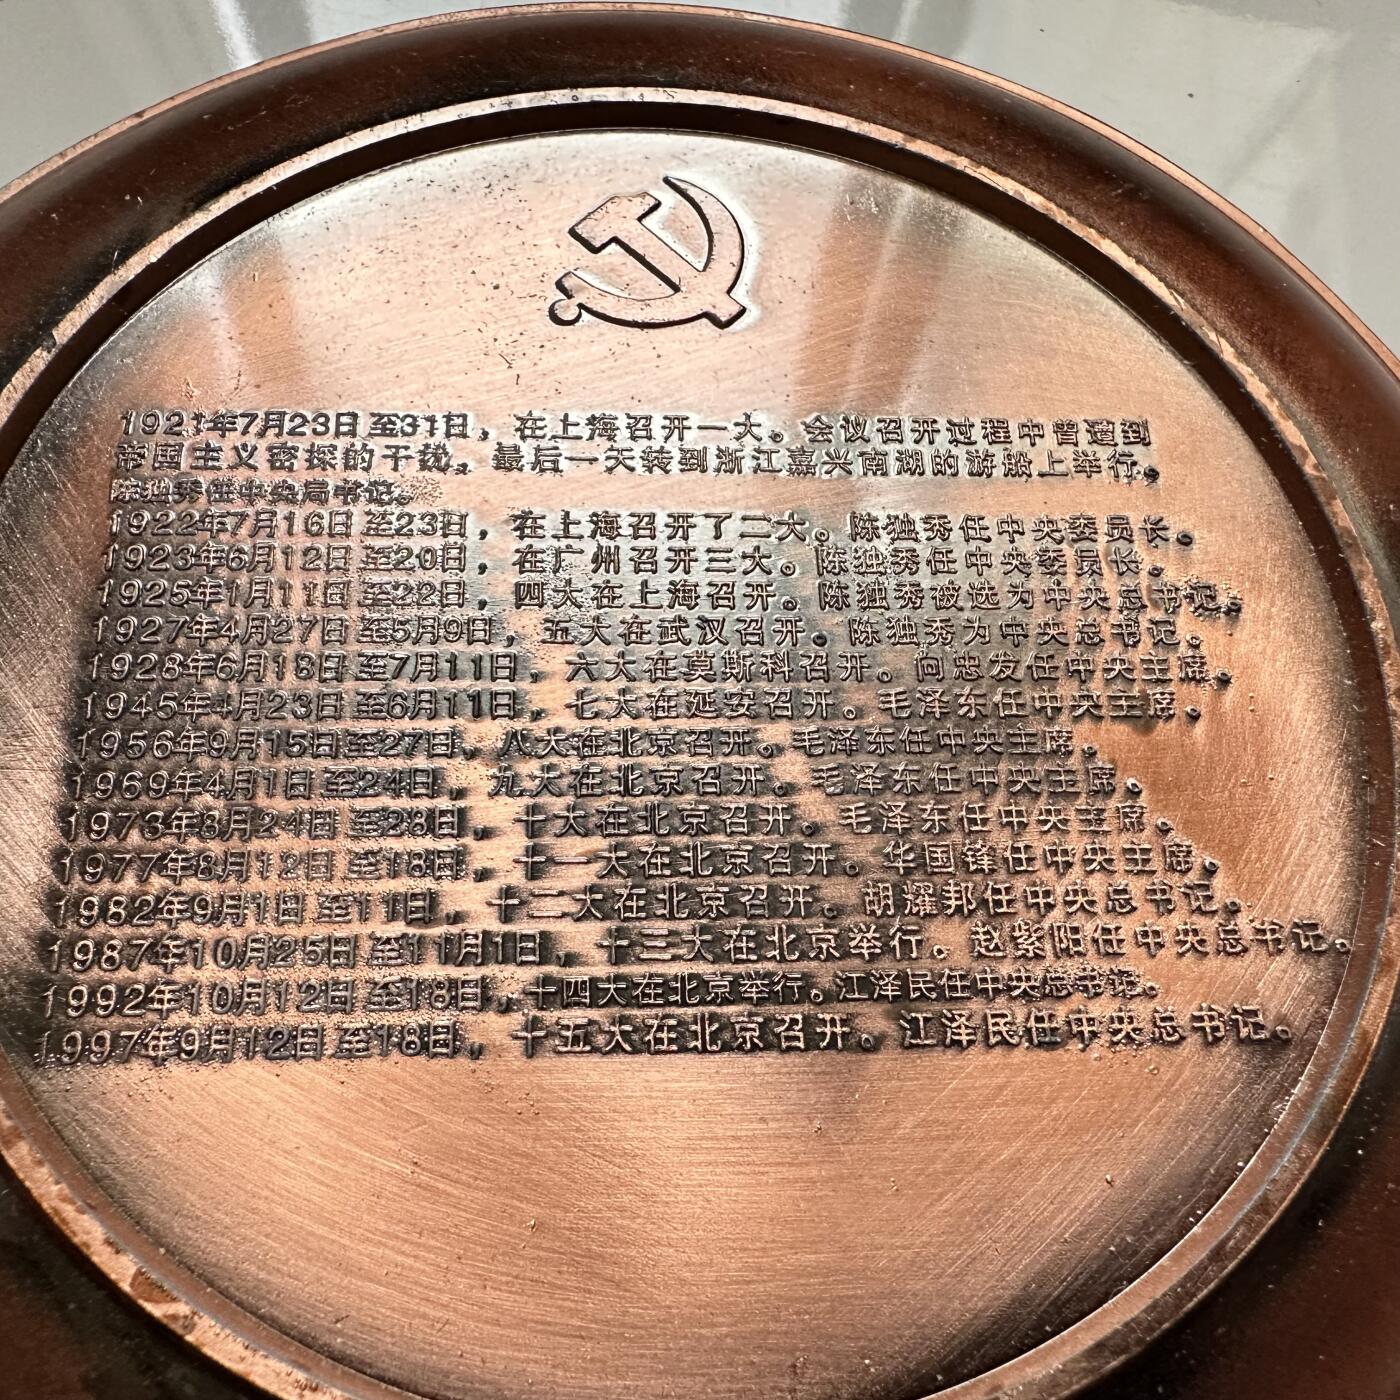 1921年7月23日至31日，在上海召开一大。会议召开过程中曾遭到
帝国主义密探的干扰。最后一天转到浙江嘉兴南湖的游船上举行。
陈独秀任中央局书记。
1922年7月16日至23日，在上海召开了二大。陈独秀任中央委员长。
1923年6月12日至20日，在广州召开三大。陈独秀任中央委员长。
1925年1月11日至22日，四大在上海召开。陈独秀被选为中央总书记。
1927年4月27日至5月9日，五大在武汉召开。陈独秀为中央总书记。
1928年6月18日至7月11日，六大在莫斯科召开。向忠发任中央主席。
1945年4月23日至6月11日，七大在延安召开。毛泽东任中央主席。
1956年9月15日至27日，八大在北京召开。毛泽东任中央主席。
1969年4月1日至24日，九大在北京召开。毛泽东任中央主席。
1973年8月24日至28日，十大在北京召开。毛泽东任中央主席。
1977年8月12日至18日，十一大在北京召开。华国锋任中央主席。
1982年9月1日至11日，十二大在北京召开。胡耀邦任中央总书记。
1987年10月25日至11月1日，十三大在北京举行。赵紫阳任中央总书记。
1992年10月12日至18日，十四大在北京举行。江泽民任中央总书记。
1997年9月12日至18日，十五大在北京召开。江泽民任中央总书记。